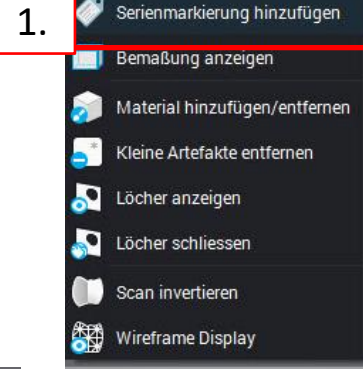 1.
Serienmarkierung hinzufügen
Bemaßung anzeigen
Material hinzufügen/entfernen
Kleine Artefakte entfernen
Löcher anzeigen
Löcher schliessen
Scan invertieren
Wireframe Display